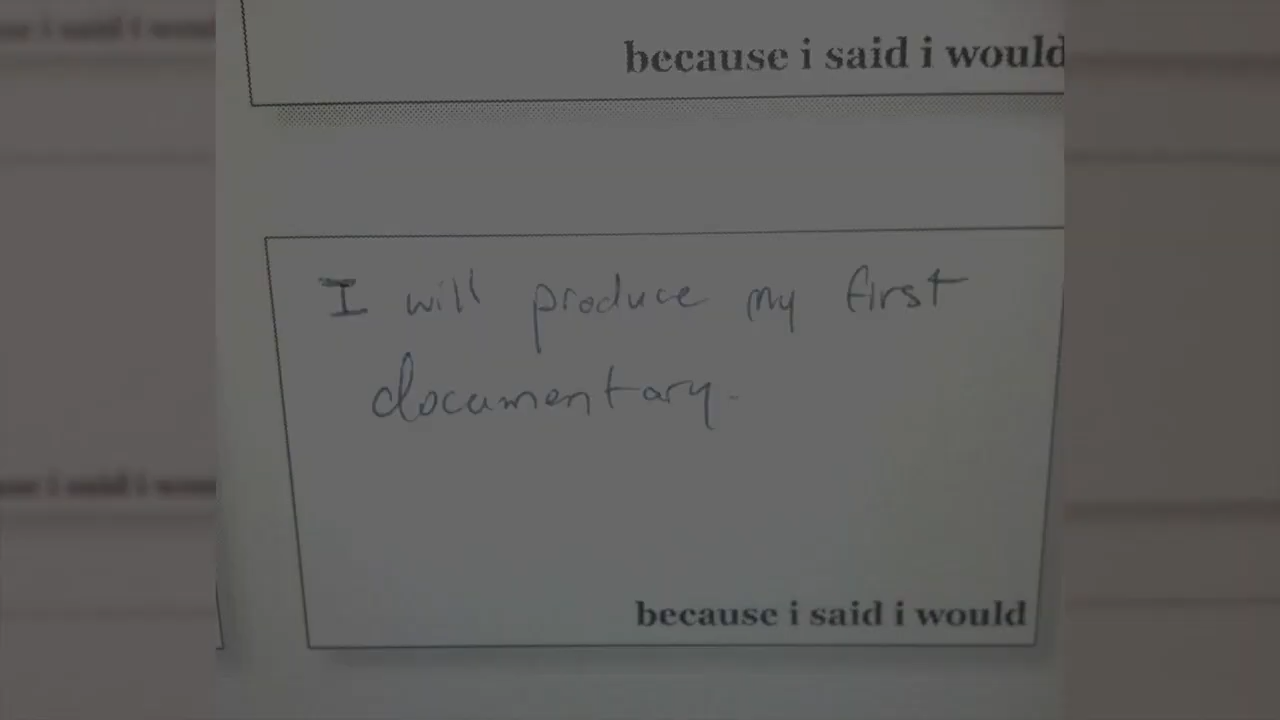 because i said i would
I will produce my first
documentary.
because i said i would